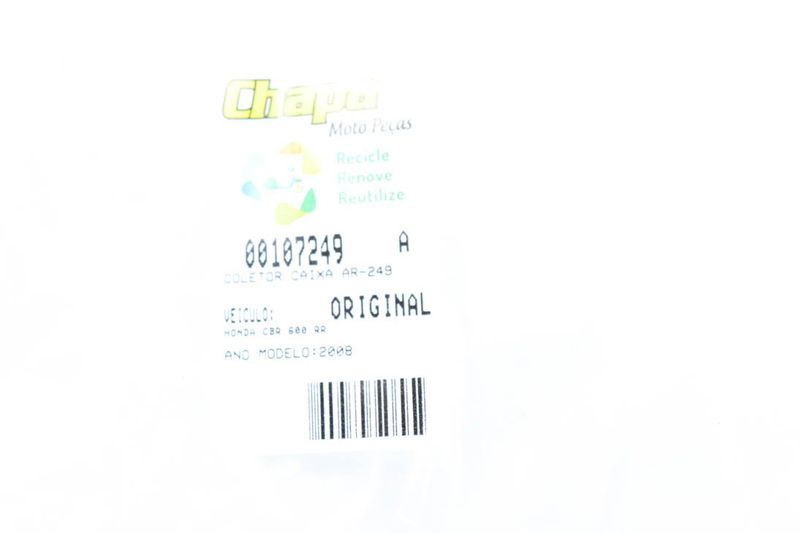 Chapa
Moto Peças
Recicle
Renove
Reutilize
00107249 A
COLETOR CAIXA AR-249
VEICULO: ORIGINAL
HONDA CBR 600 RR
ANO MODELO:2008